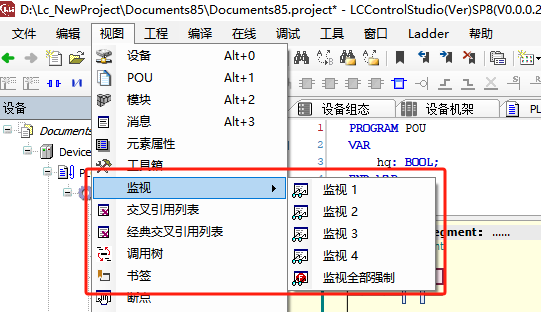 D:\Lc_NewProject\Documents85\Documents85.project* - LCControlStudio(Ver)SP8(V0.0.0.2
文件 编辑 视图 工程 编译 在线 调试 工具 窗口 Ladder 帮助
设备 Alt+0
POU Alt+1
模块 Alt+2
消息 Alt+3
元素属性
工具箱
监视
交叉引用列表
经典交叉引用列表
调用树
书签
断点
监视 1
监视 2
监视 3
监视 4
监视全部强制
设备
Documents
Device
设备组态 设备机架
1 PROGRAM POU
2 VAR
3 hg: BOOL;
egment: ......